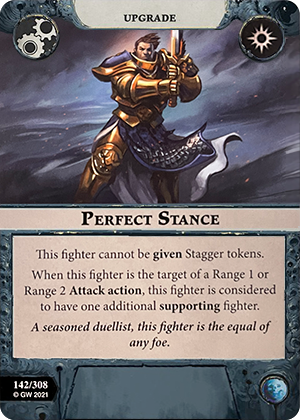 UPGRADE
PERFECT STANCE
This fighter cannot be given Stagger tokens.
When this fighter is the target of a Range 1 or
Range 2 Attack action, this fighter is considered
to have one additional supporting fighter.
A seasoned duellist, this fighter is the equal of
any foe.
142/308
© GW 2021